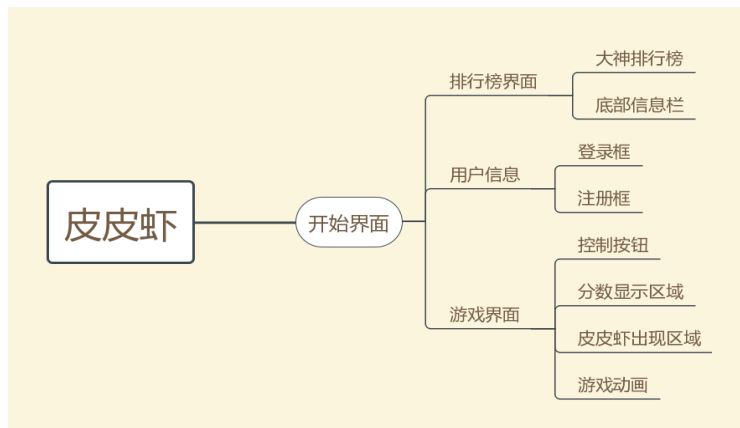 皮皮虾
开始界面
排行榜界面
大神排行榜
底部信息栏
用户信息
登录框
注册框
游戏界面
控制按钮
分数显示区域
皮皮虾出现区域
游戏动画